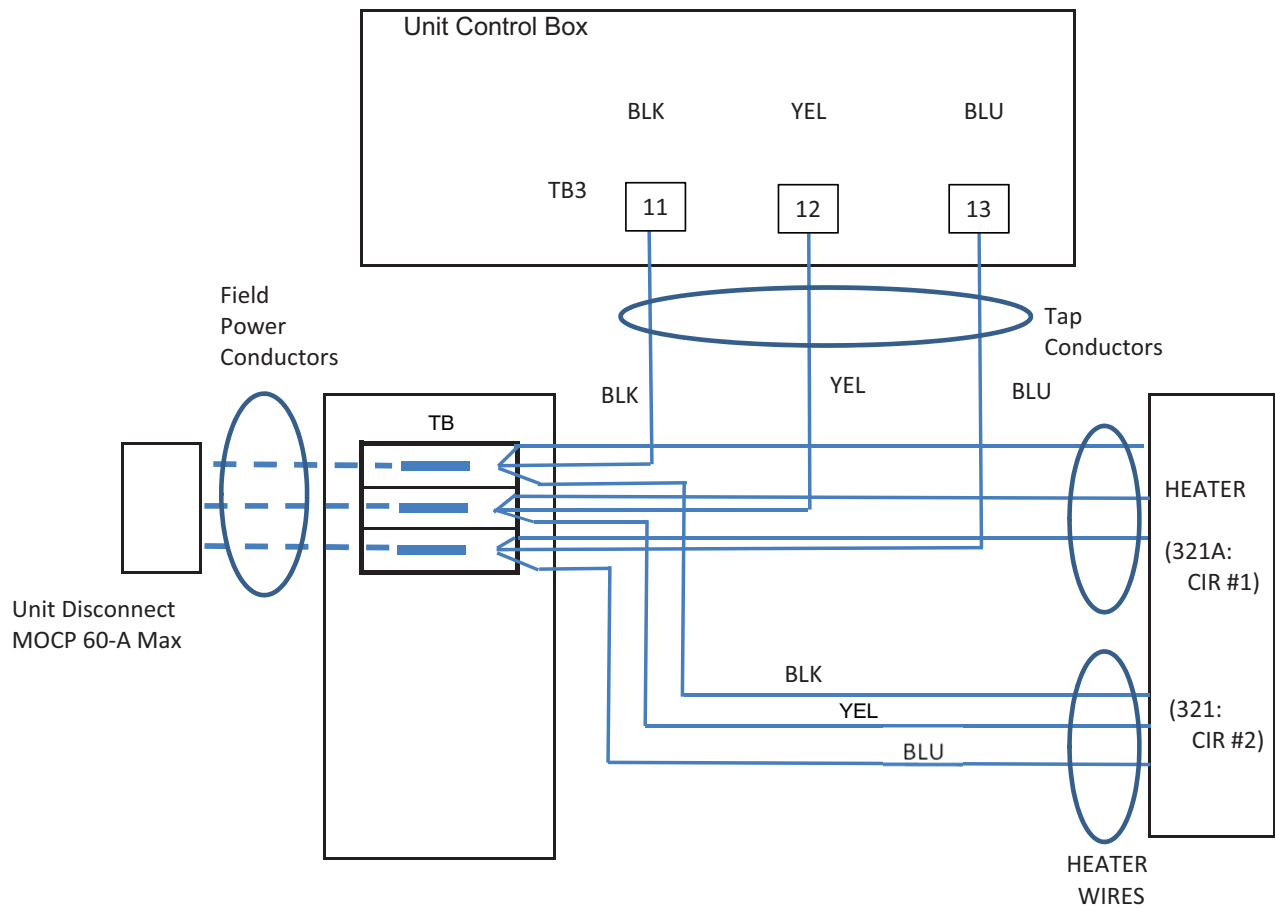 Unit Control Box
BLK YEL BLU
TB3 11 12 13
Field
Power
Conductors
Tap
Conductors
BLK YEL BLU
TB
HEATER
(321A:
CIR #1)
Unit Disconnect
MOCP 60-A Max
BLK
YEL
BLU
(321:
CIR #2)
HEATER
WIRES